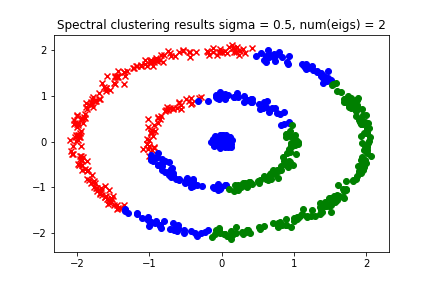 Spectral clustering results sigma = 0.5, num(eigs) = 2
2
1
0
−1
−2
−2 −1 0 1 2